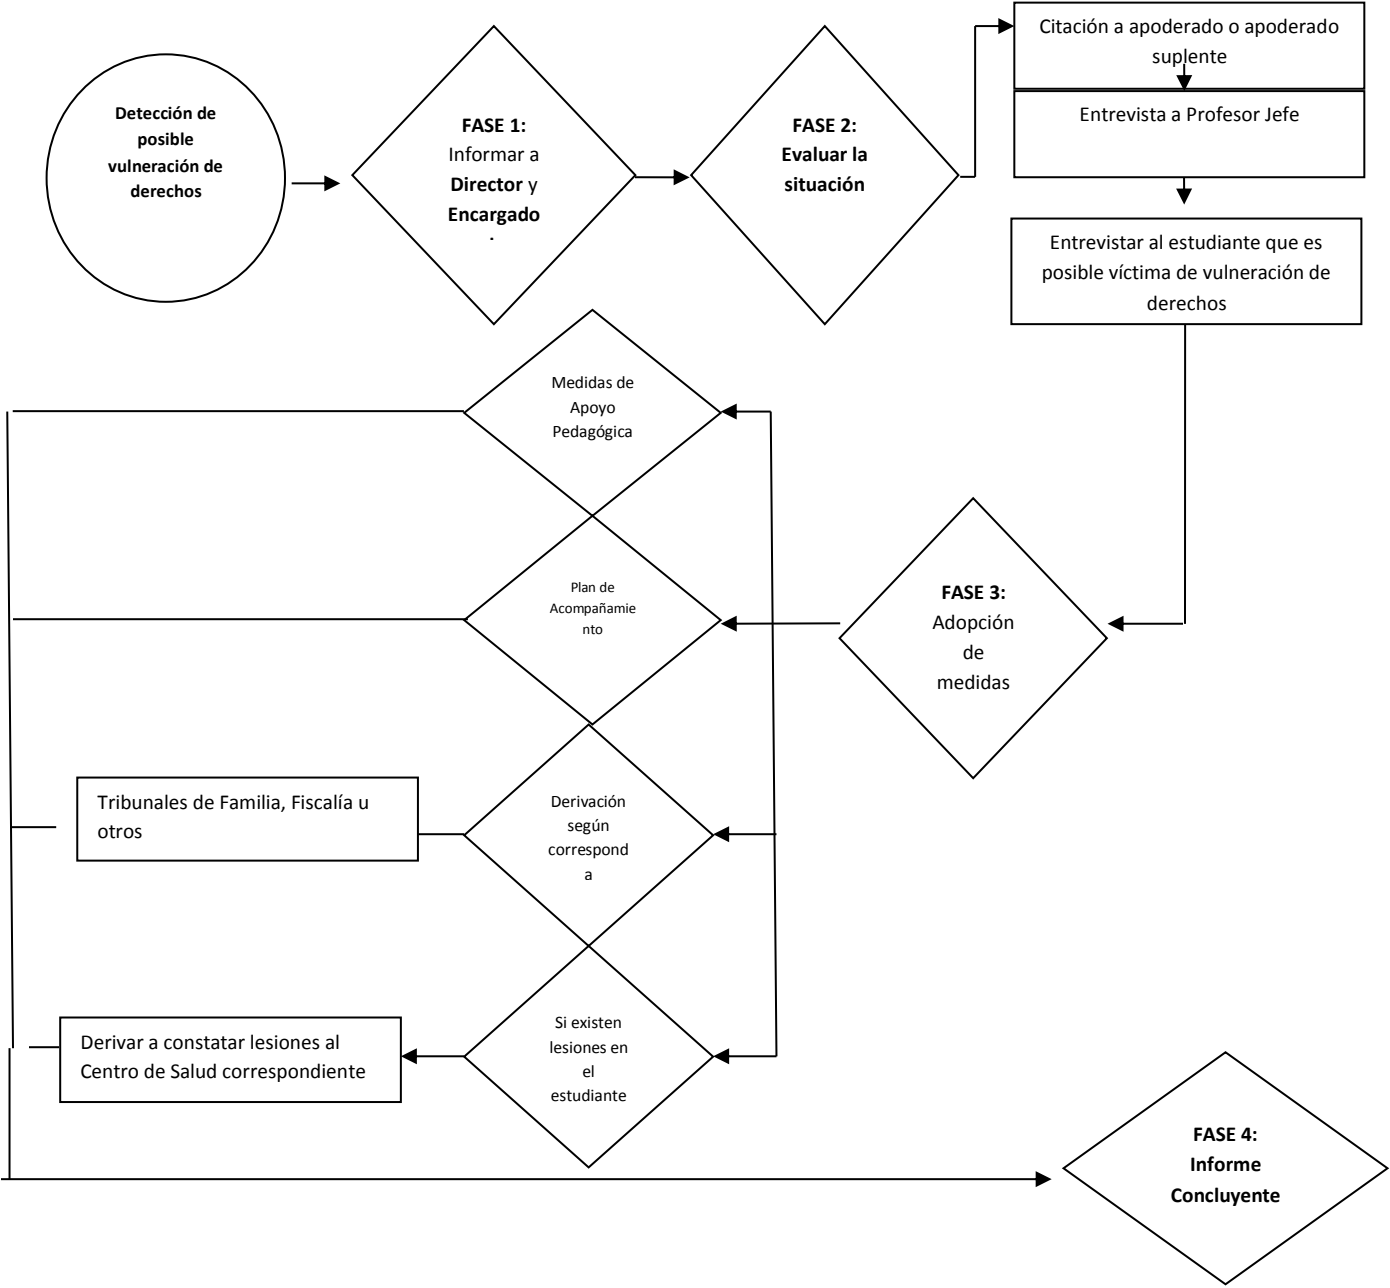 Detección de
posible
vulneración de
derechos
FASE 1:
Informar a
Director y
Encargado
.
FASE 2:
Evaluar la
situación
Citación a apoderado o apoderado
suplente
Entrevista a Profesor Jefe
Entrevistar al estudiante que es
posible víctima de vulneración de
derechos
FASE 3:
Adopción
de
medidas
Medidas de
Apoyo
Pedagógica
Plan de
Acompañamie
nto
Derivación
según
correspond
a
Tribunales de Familia, Fiscalía u
otros
Si existen
lesiones en
el
estudiante
Derivar a constatar lesiones al
Centro de Salud correspondiente
FASE 4:
Informe
Concluyente